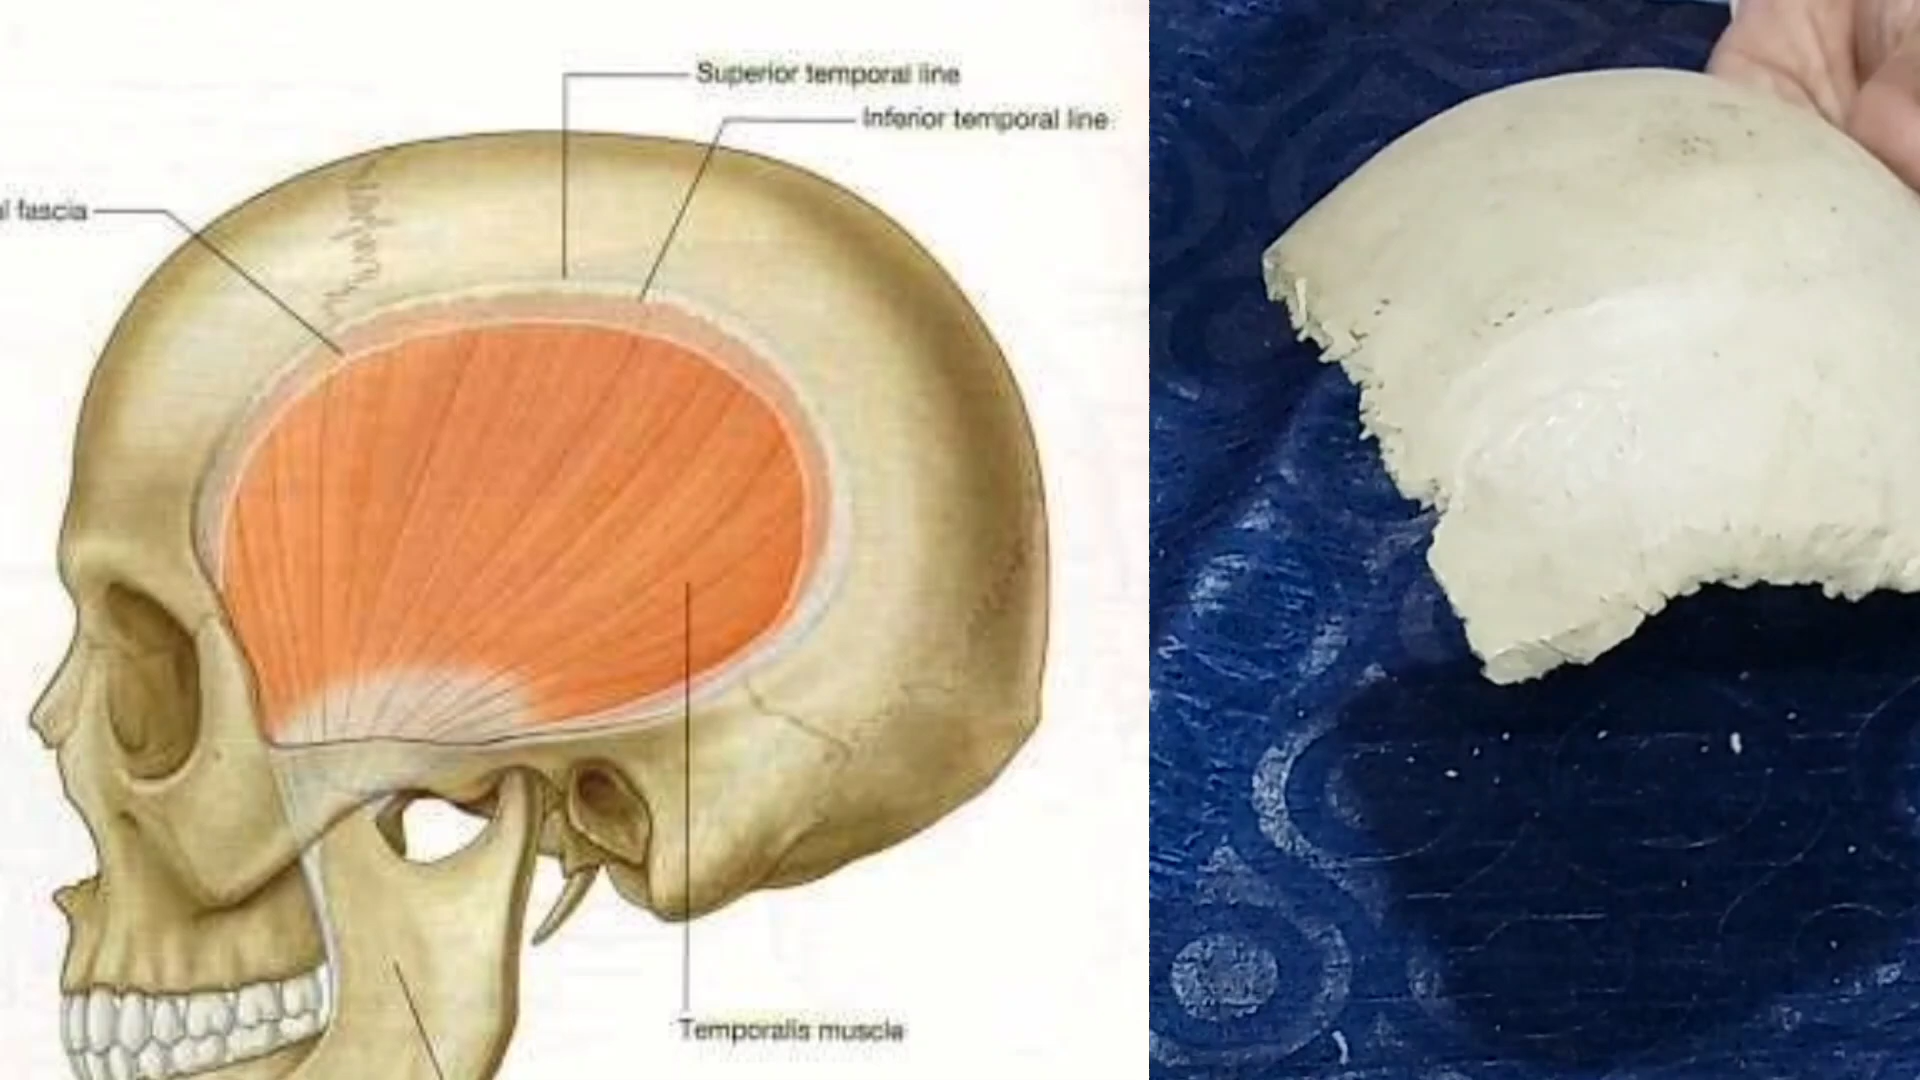 Superior temporal line
Inferior temporal line
al fascia
Temporalis muscle